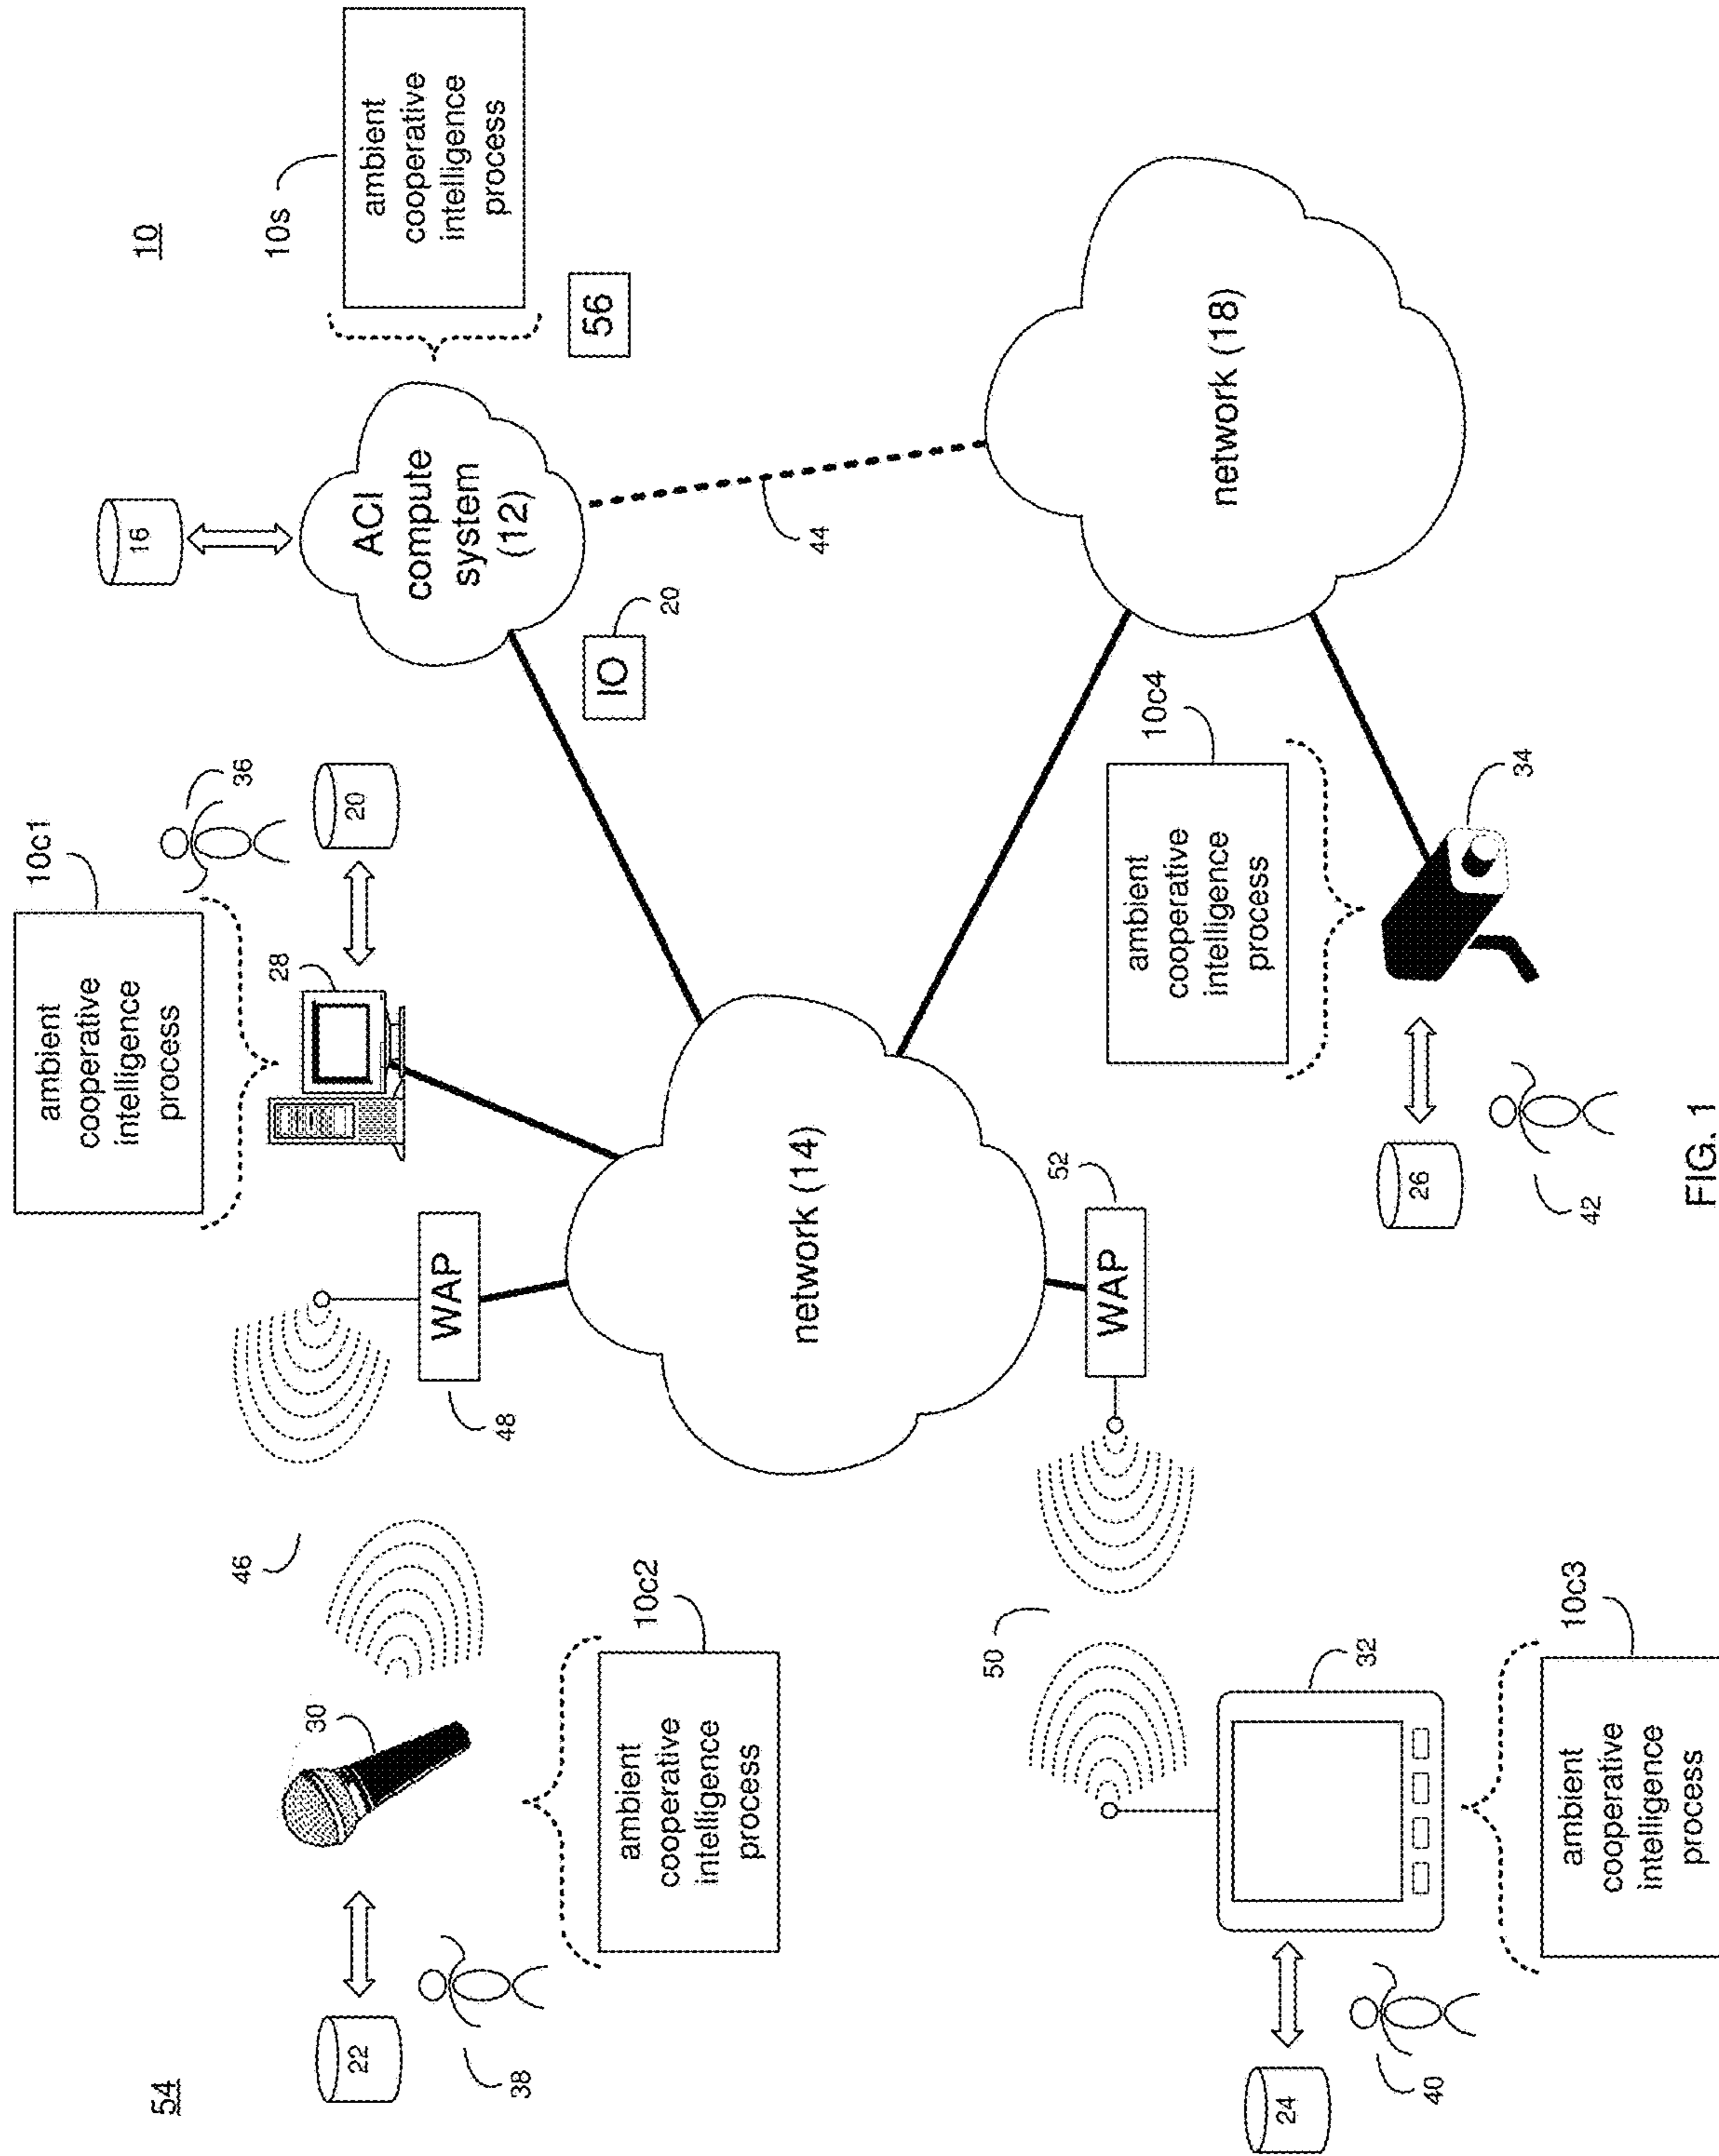 10
10s
ambient
cooperative
intelligence
process
56
16
ACI
compute
system
(12)
IO
20
44
network (18)
10c1
ambient
cooperative
intelligence
process
36
20
28
WAP
48
46
network (14)
WAP
52
50
10c4
ambient
cooperative
intelligence
process
34
26
42
54
30
22
38
10c2
ambient
cooperative
intelligence
process
32
24
40
10c3
ambient
cooperative
intelligence
process
FIG. 1